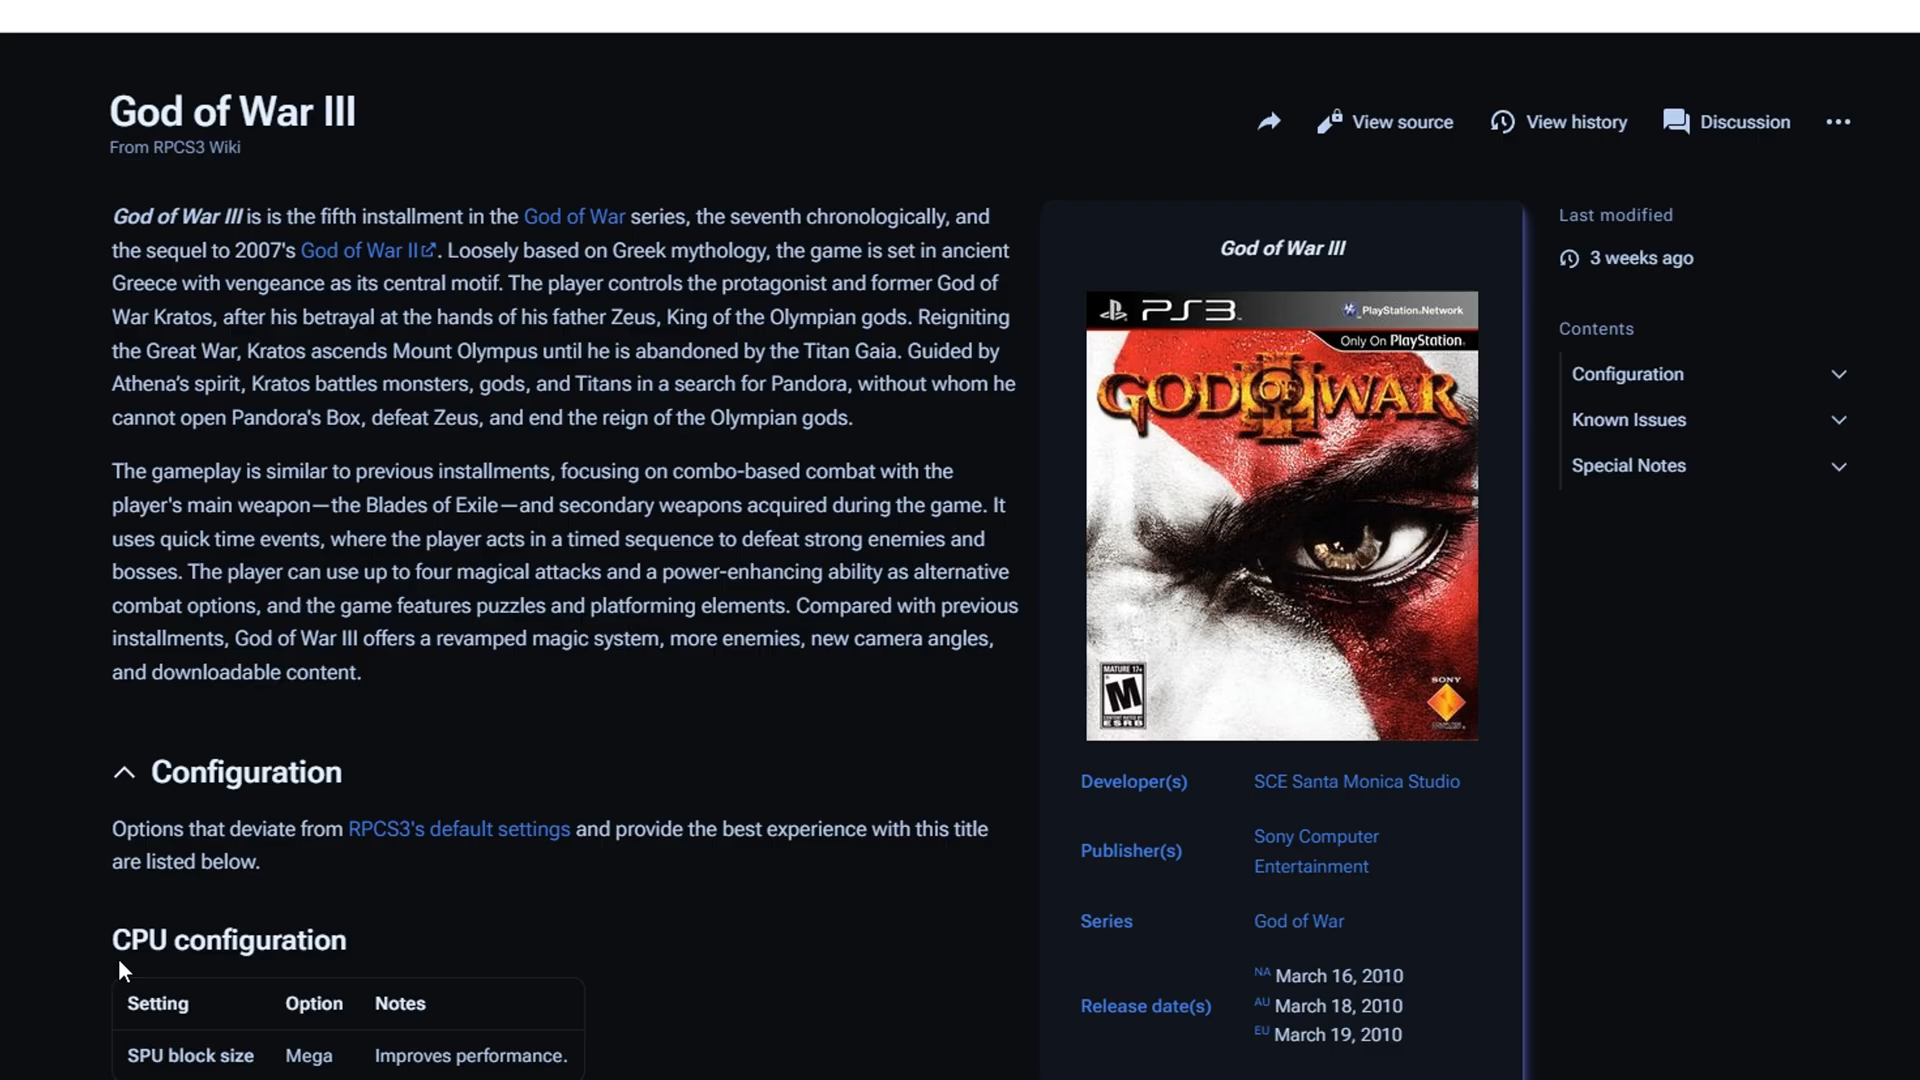 God of War III
From RPCS3 Wiki
View source
View history
Discussion
God of War III is is the fifth installment in the God of War series, the seventh chronologically, and
the sequel to 2007's God of War II. Loosely based on Greek mythology, the game is set in ancient
Greece with vengeance as its central motif. The player controls the protagonist and former God of
War Kratos, after his betrayal at the hands of his father Zeus, King of the Olympian gods. Reigniting
the Great War, Kratos ascends Mount Olympus until he is abandoned by the Titan Gaia. Guided by
Athena's spirit, Kratos battles monsters, gods, and Titans in a search for Pandora, without whom he
cannot open Pandora's Box, defeat Zeus, and end the reign of the Olympian gods.
The gameplay is similar to previous installments, focusing on combo-based combat with the
player's main weapon—the Blades of Exile—and secondary weapons acquired during the game. It
uses quick time events, where the player acts in a timed sequence to defeat strong enemies and
bosses. The player can use up to four magical attacks and a power-enhancing ability as alternative
combat options, and the game features puzzles and platforming elements. Compared with previous
installments, God of War III offers a revamped magic system, more enemies, new camera angles,
and downloadable content.
Configuration
Options that deviate from RPCS3's default settings and provide the best experience with this title
are listed below.
CPU configuration
Setting Option Notes
SPU block size Mega Improves performance.
God of War III
PS3
PlayStation Network
Only On PlayStation
GOD OF WAR
III
MATURE 17+
M
ESRB
SONY
Developer(s) SCE Santa Monica Studio
Publisher(s) Sony Computer
Entertainment
Series God of War
Release date(s)
NA March 16, 2010
AU March 18, 2010
EU March 19, 2010
Last modified
3 weeks ago
Contents
Configuration
Known Issues
Special Notes